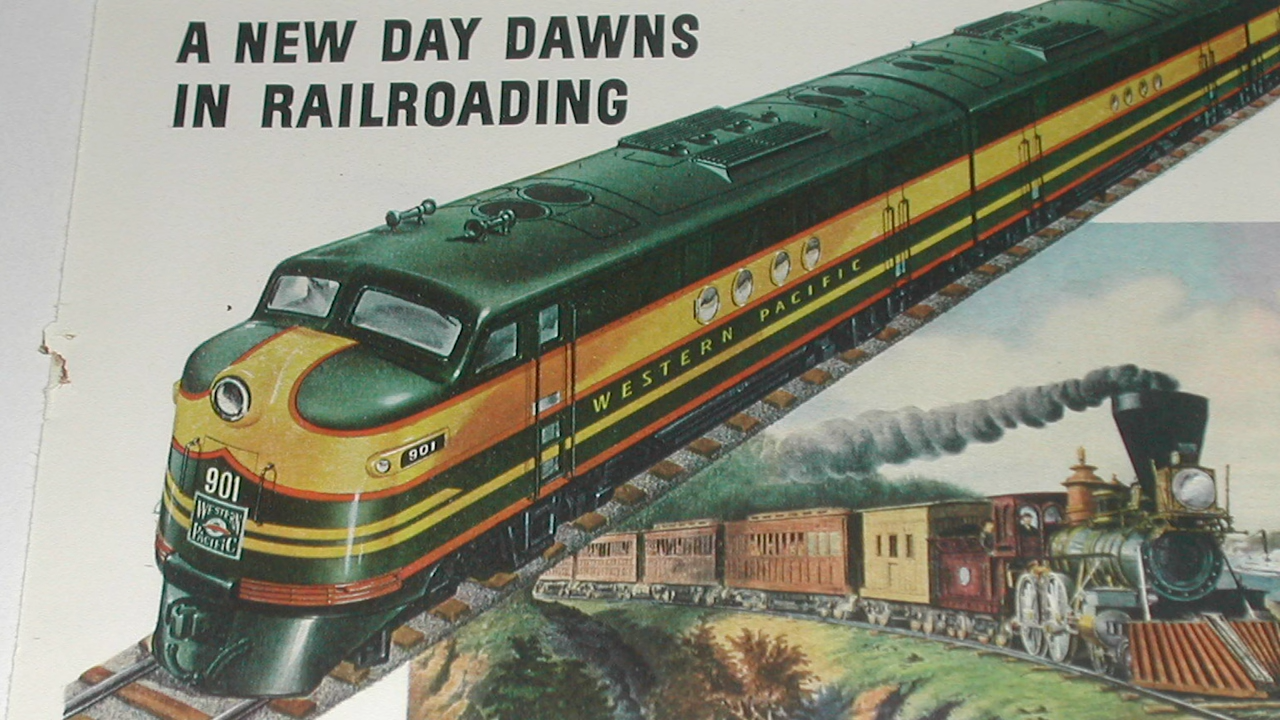 A NEW DAY DAWNS
IN RAILROADING
WESTERN PACIFIC
901
901
WESTERN
PACIFIC